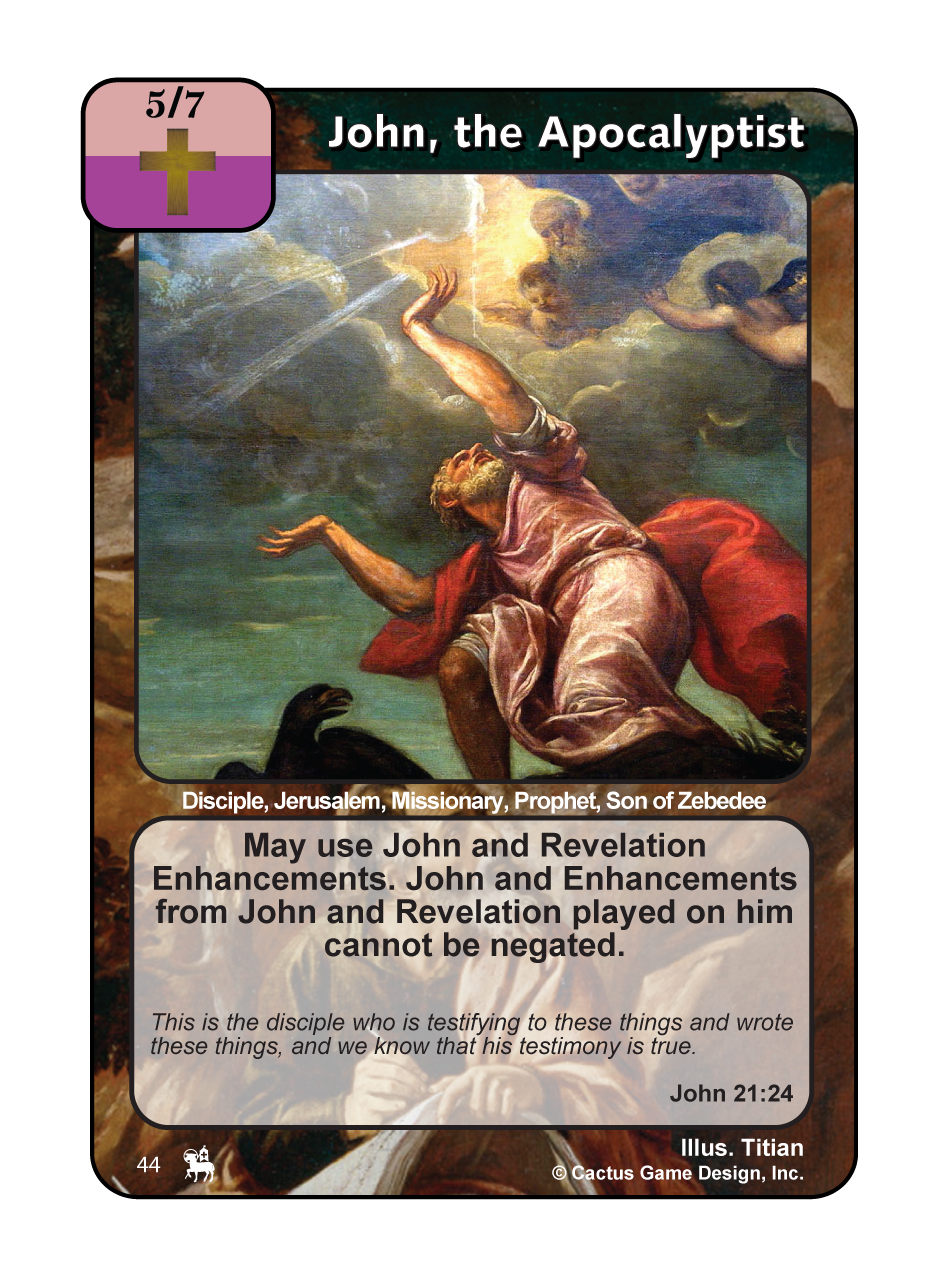 5/7
John, the Apocalyptist
Disciple, Jerusalem, Missionary, Prophet, Son of Zebedee
May use John and Revelation
Enhancements. John and Enhancements
from John and Revelation played on him
cannot be negated.
This is the disciple who is testifying to these things and wrote
these things, and we know that his testimony is true.
John 21:24
Illus. Titian
44
© Cactus Game Design, Inc.